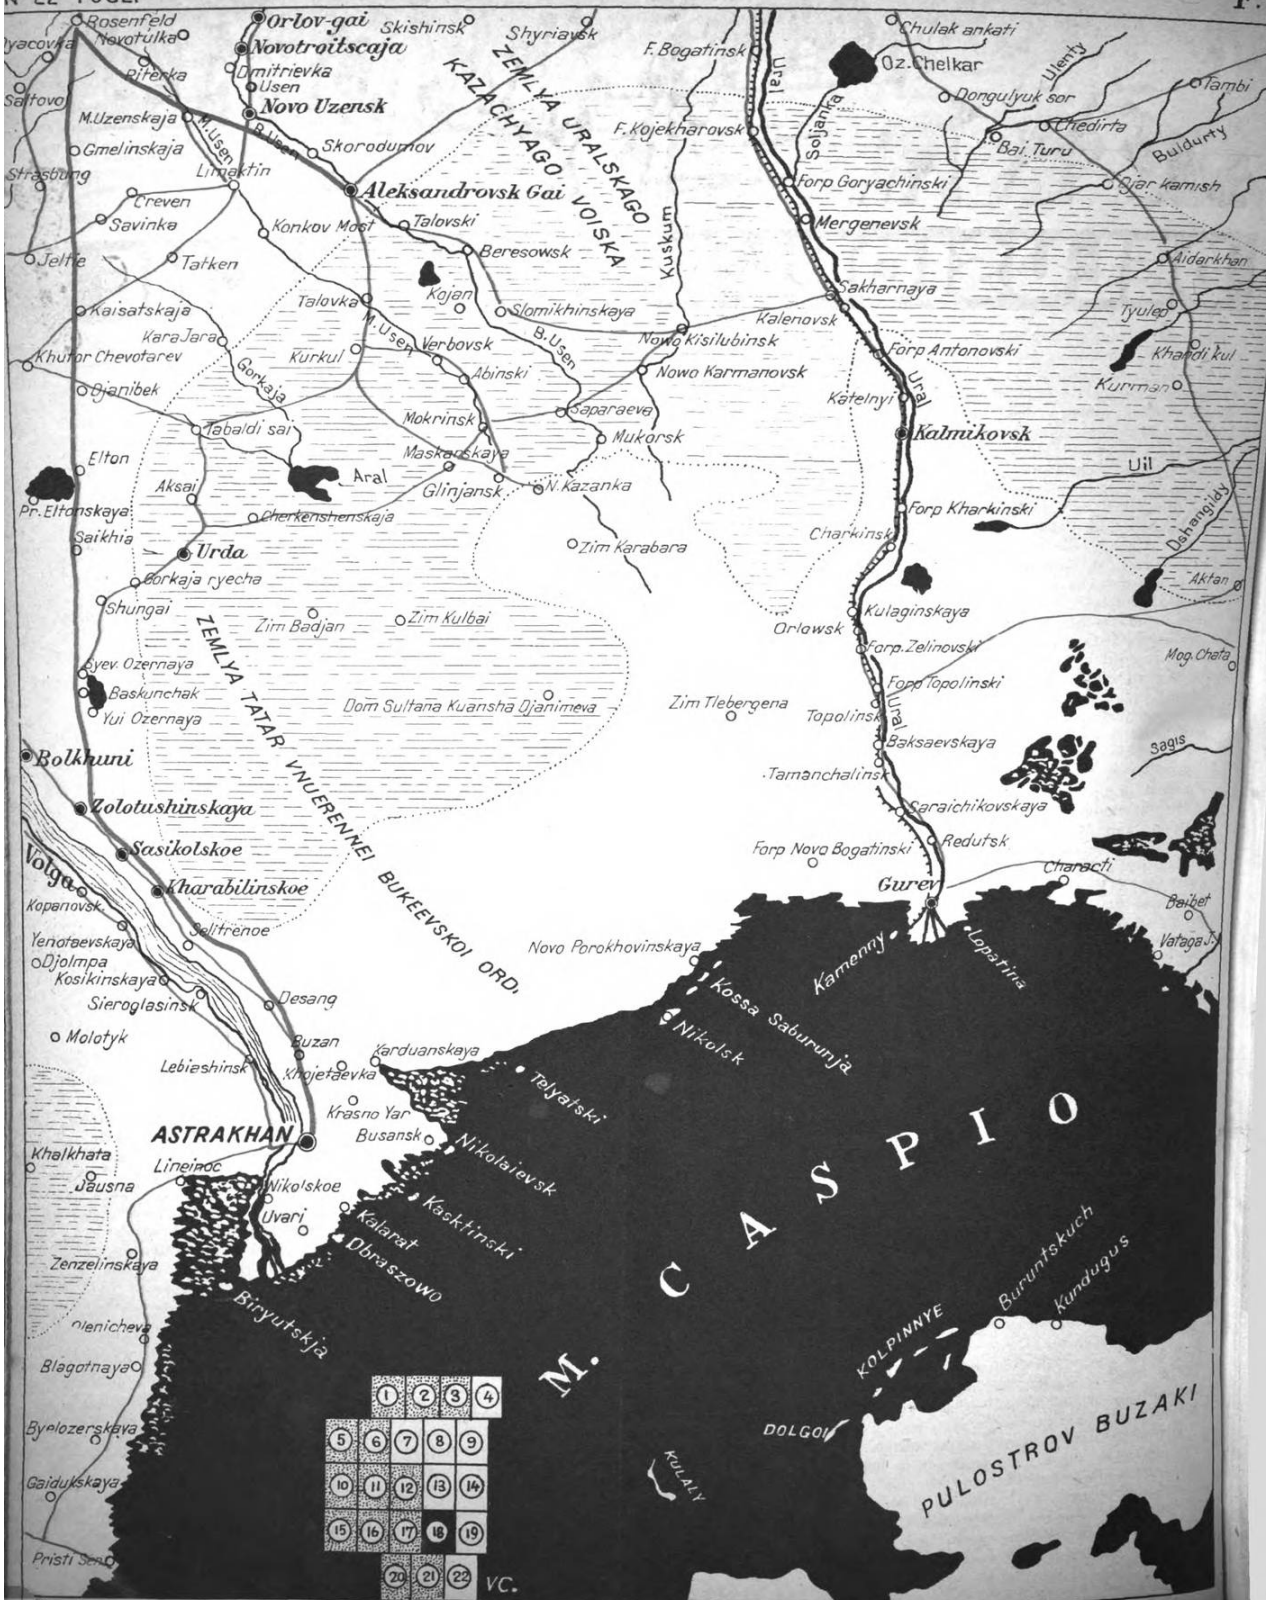 Rosenfeld
Novotulka
Orlov-gai
Skishinsk
Shyriavsk
Chulak ankati
Novotroitscaja
F. Bogatinsk
Ural
Oz. Chelkar
Ulenty
Piterka
Dmitrievka
Usen
ZEMLYA URALSKAGO
KAZACHYAGO VOISKA
Tambi
Saltovo
Novo Uzensk
Dongulyuk sor
M.Uzenskaja
M. Usen
B. Usen
F. Kojekharovsk
Soljanka
Chedirta
Gmelinskaja
Skorodumov
Bai. Turu
Buldurty
Strasburg
Limaktin
Aleksandrovsk Gai
Forp Goryachinski
Djar kamish
Creven
Savinka
Konkov Most
Talovski
Mergenevsk
Kuskum
Beresowsk
Tatken
Aidarkhan
Kaisatskaja
Talovka
Kojan
Slomikhinskaya
Sakharnaya
Kalenovsk
Tyulep
Kara Jara
M. Usen
Verbovsk
B. Usen
Nowo Kisilubinsk
Khutor Chevotarev
Kurkul
Forp Antonovski
Khandi kul
Gorkaja
Abinski
Nowo Karmanovsk
Ural
Kurman
Djanibek
Katelnyi
Mokrinsk
Saparaeva
Tabaldi sai
Mukorsk
Kalmikovsk
Elton
Maskanskaya
Aral
Uil
Aksai
Glinjansk
N. Kazanka
Pr. Eltonskaya
Cherkenshenskaja
Forp Kharkinski
Dshangildy
Saikhia
Charkinsk
Urda
Zim Karabara
Gorkaja ryecha
Aktan
Shungai
Zim Badjan
Zim Kulbai
Kulaginskaya
Orlowsk
Forp. Zelinovski
ZEMLYA TATAR VNUERENNEI BUKEEVSKOI ORD.
Syev. Ozernaya
Mog. Chata
Baskunchak
Forp Topolinski
Dom Sultana Kuansha Djanimeva
Zim Tlebergena
Yui Ozernaya
Topolinsk
Ural
Bolkhuni
Baksaevskaya
Sagis
Tamanchalinsk
Zolotushinskaya
Saraichikovskaya
Sasikolskoe
Redutsk
Volga
Forp Novo Bogatinski
Characti
Kharabilinskoe
Gurev
Kopanovsk.
Baibet
Selitrenoe
Yenotaevskaya
Novo Porokhovinskaya
Kamenny
Lopatina
Vataga J.
Djolmpa
Kosikinskaya
Desang
Kossa Saburunja
Sieroglasinsk
Nikolsk
Molotyk
Buzan
Karduanskaya
Lebieshinsk
Khojetaevka
Telyatski
Krasno Yar
ASTRAKHAN
Busansk
Khalkhata
Nikolaievsk
Lineinoc
Jausna
Nikolskoe
Uvari
Kasktinski
Kalarat
Obraszowo
Zenzelinskaya
M. CASPIO
Buruntskuch
Kundugus
Biryutskja
Olenicheva
KOLPINNYE
Blagotnaya
1 2 3 4
DOLGOI
PULOSTROV BUZAKI
Byelozerskaya
5 6 7 8 9
KULALY
Gaidukskaya
10 11 12 13 14
15 16 17 18 19
20 21 22
VC.